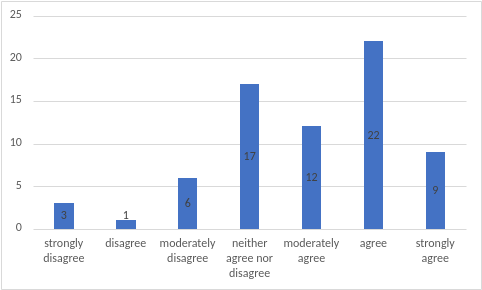 25
20
15
10
5
0
3
1
6
17
12
22
9
strongly disagree
disagree
moderately disagree
neither agree nor disagree
moderately agree
agree
strongly agree